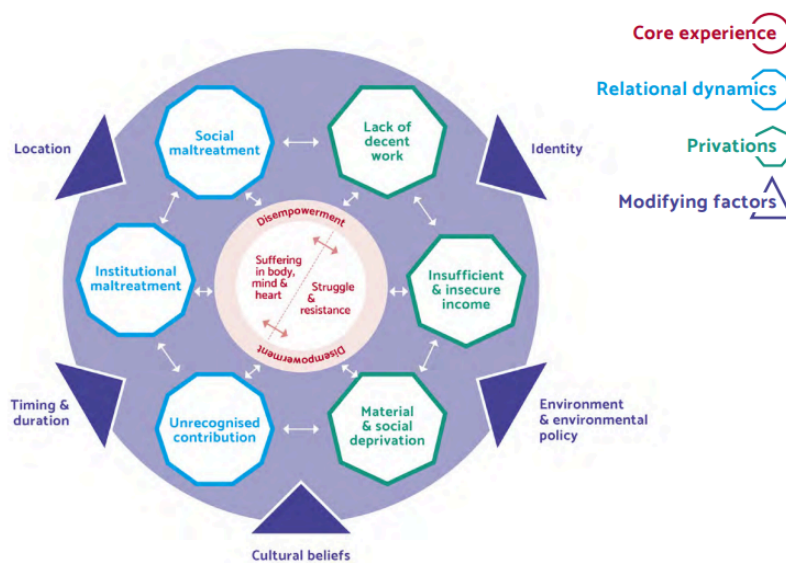 Core experience
Relational dynamics
Privations
Modifying factors
Location
Identity
Social
maltreatment
Lack of
decent
work
Disempowerment
Suffering
in body,
mind &
heart
Struggle
&
resistance
Disempowerment
Institutional
maltreatment
Insufficient
& insecure
income
Timing &
duration
Unrecognised
contribution
Material
& social
deprivation
Environment
& environmental
policy
Cultural beliefs